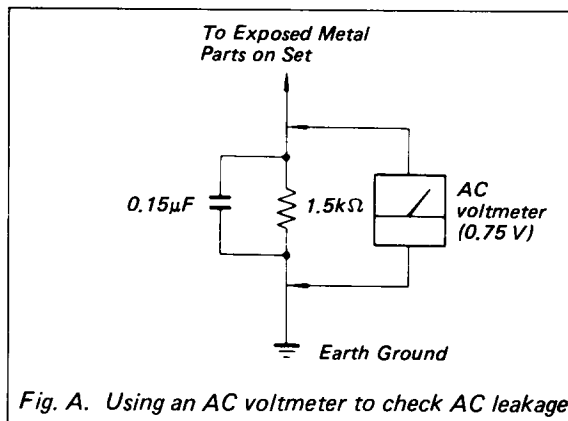 To Exposed Metal
Parts on Set
0.15µF
1.5kΩ
AC
voltmeter
(0.75 V)
Earth Ground
Fig. A. Using an AC voltmeter to check AC leakage